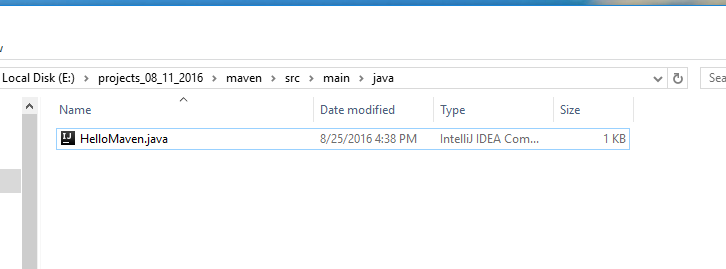 Local Disk (E:) > projects_08_11_2016 > maven > src > main > java
Sea
Name Date modified Type Size
HelloMaven.java 8/25/2016 4:38 PM IntelliJ IDEA Com... 1 KB